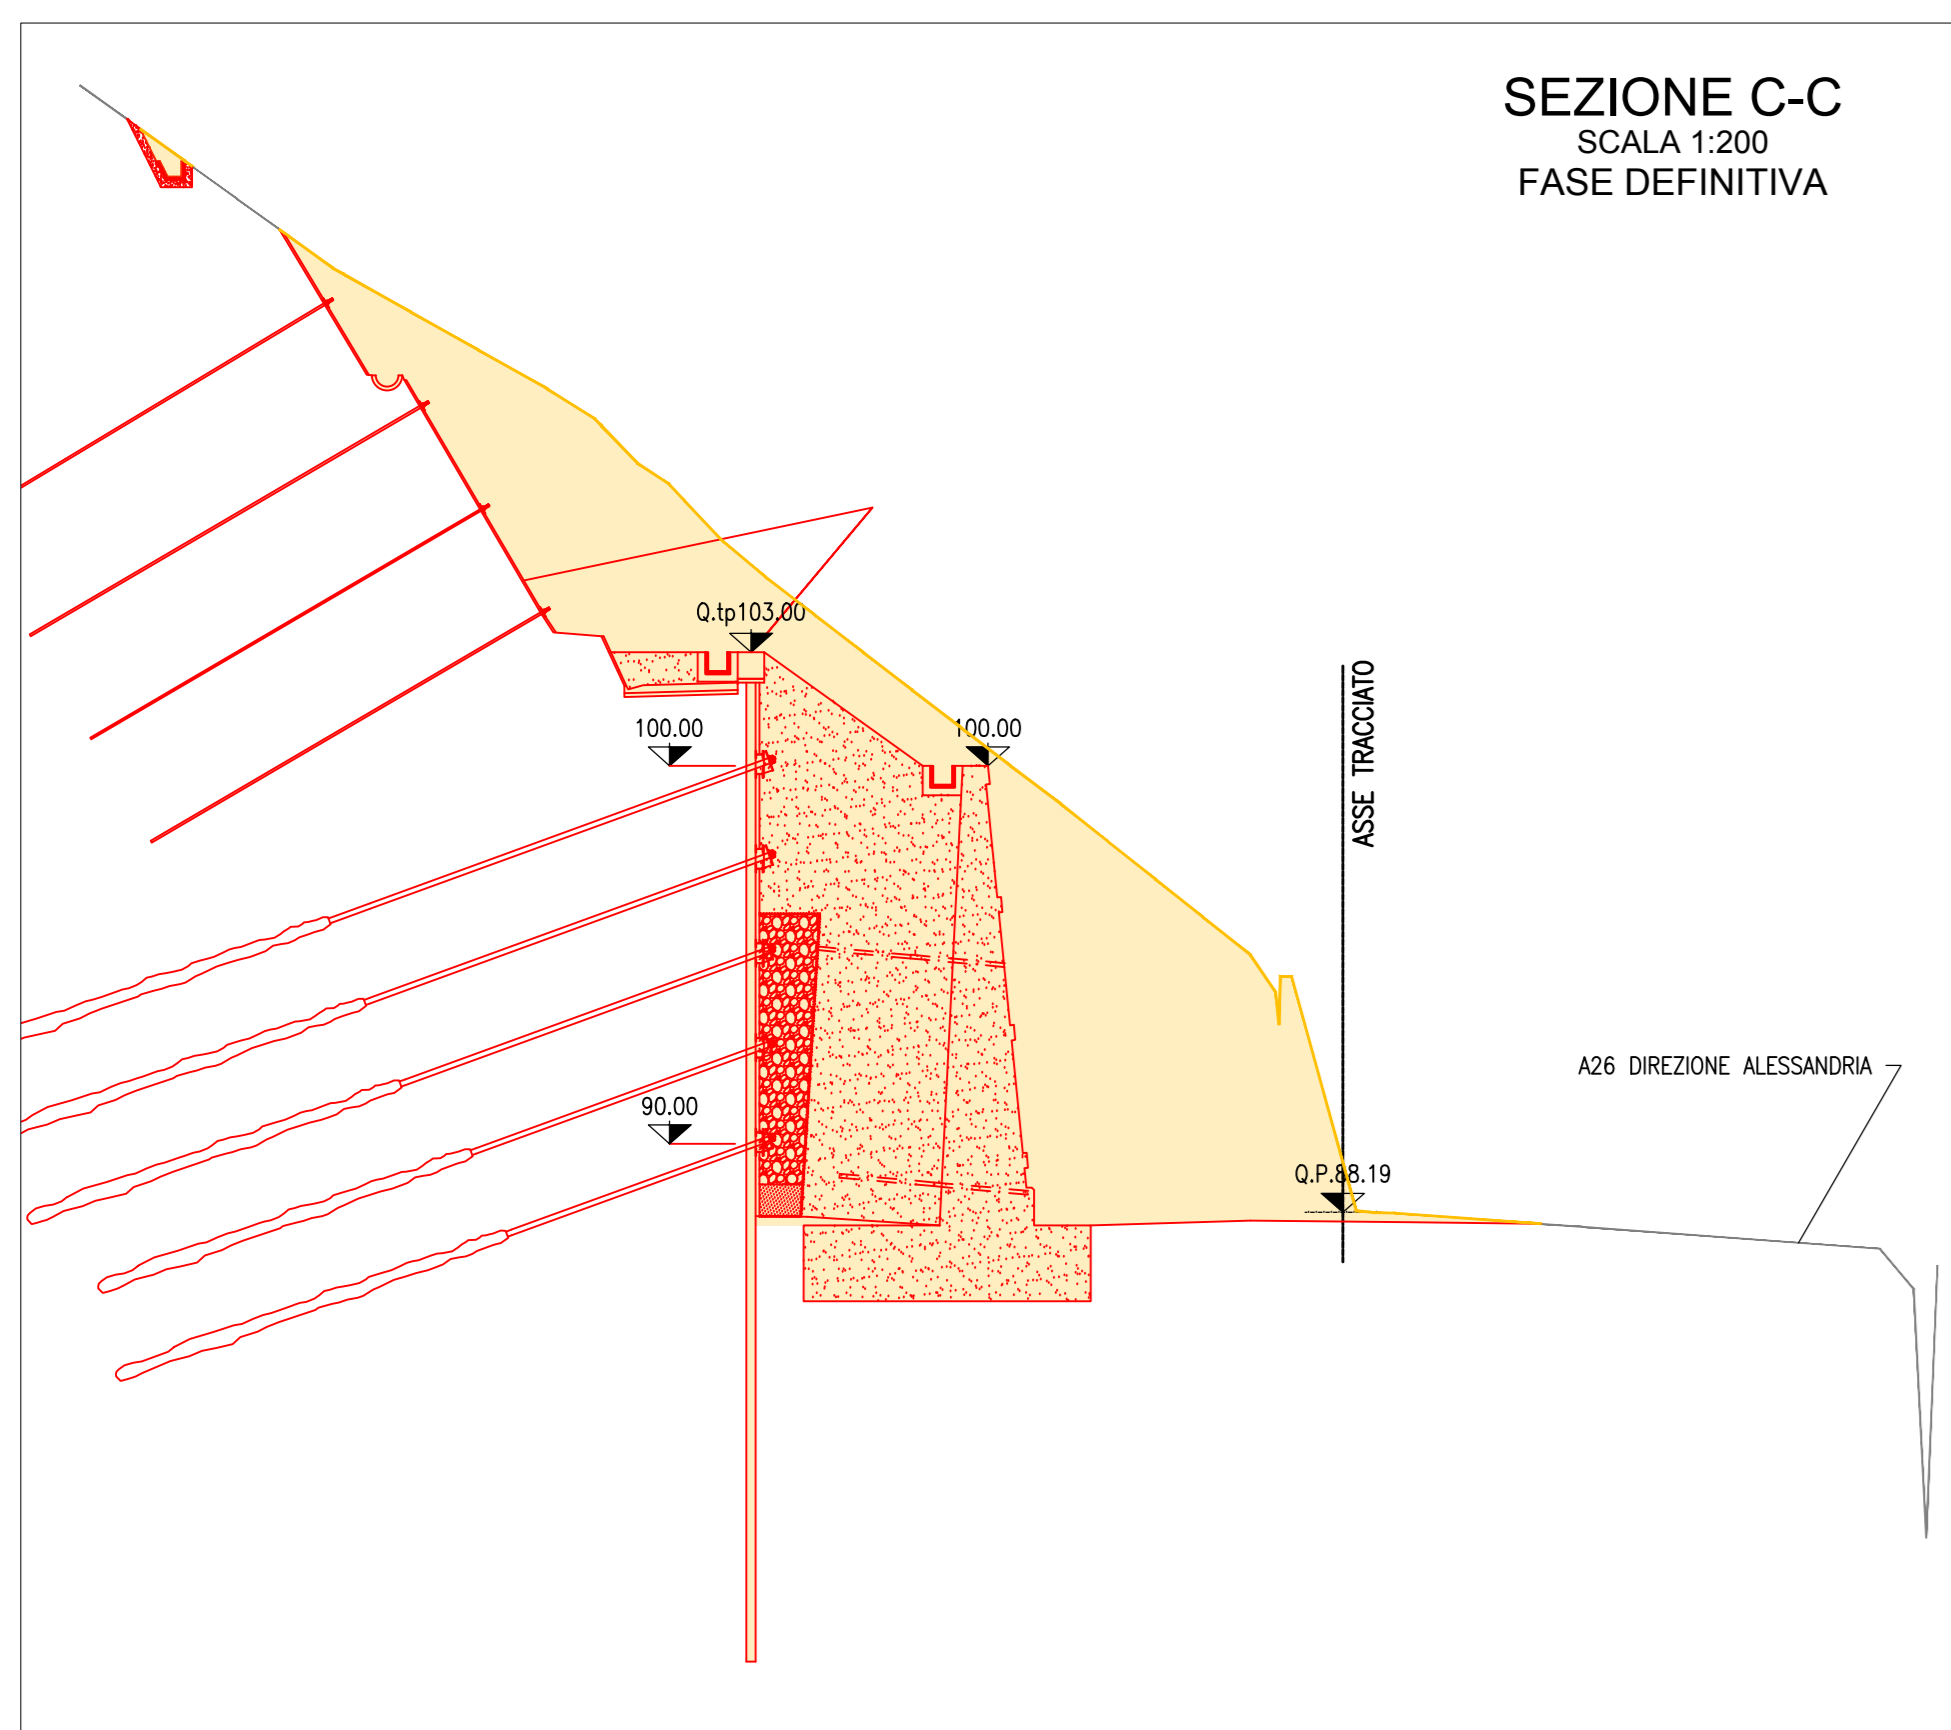 SEZIONE C-C
SCALA 1:200
FASE DEFINITIVA
Q.tp103.00
100.00
100.00
ASSE TRACCIATO
A26 DIREZIONE ALESSANDRIA
90.00
Q.P.88.19